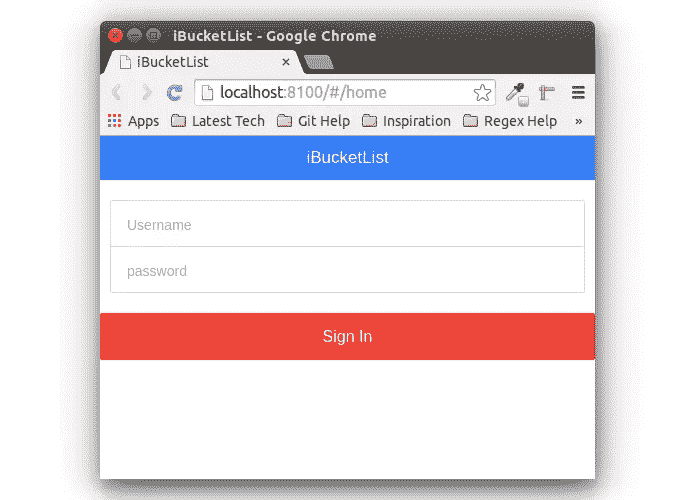 iBucketList - Google Chrome
iBucketList
localhost:8100/#/home
Apps Latest Tech Git Help Inspiration Regex Help »
iBucketList
Username
password
Sign In